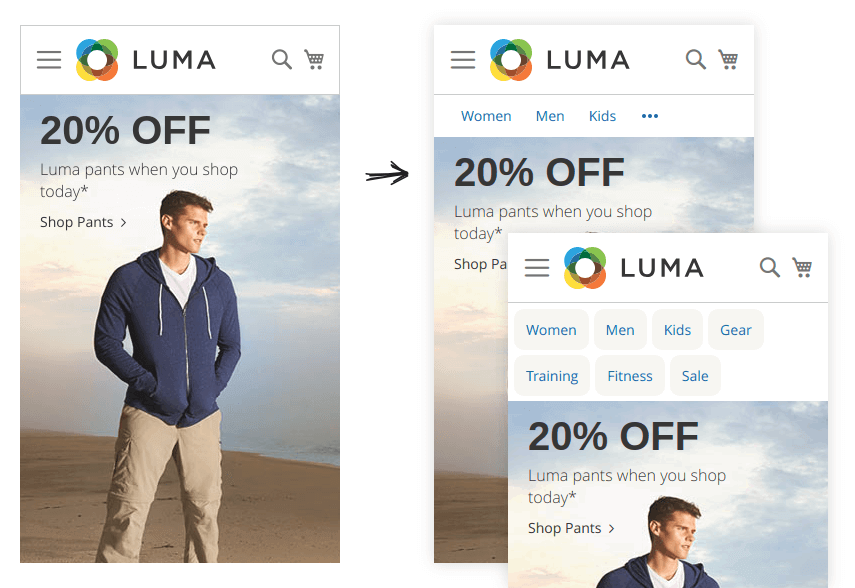 LUMA
20% OFF
Luma pants when you shop
today*
Shop Pants >
LUMA
Women Men Kids •••
20% OFF
Luma pants when you shop
today*
Shop Pa
LUMA
Women Men Kids Gear
Training Fitness Sale
20% OFF
Luma pants when you shop
today*
Shop Pants >